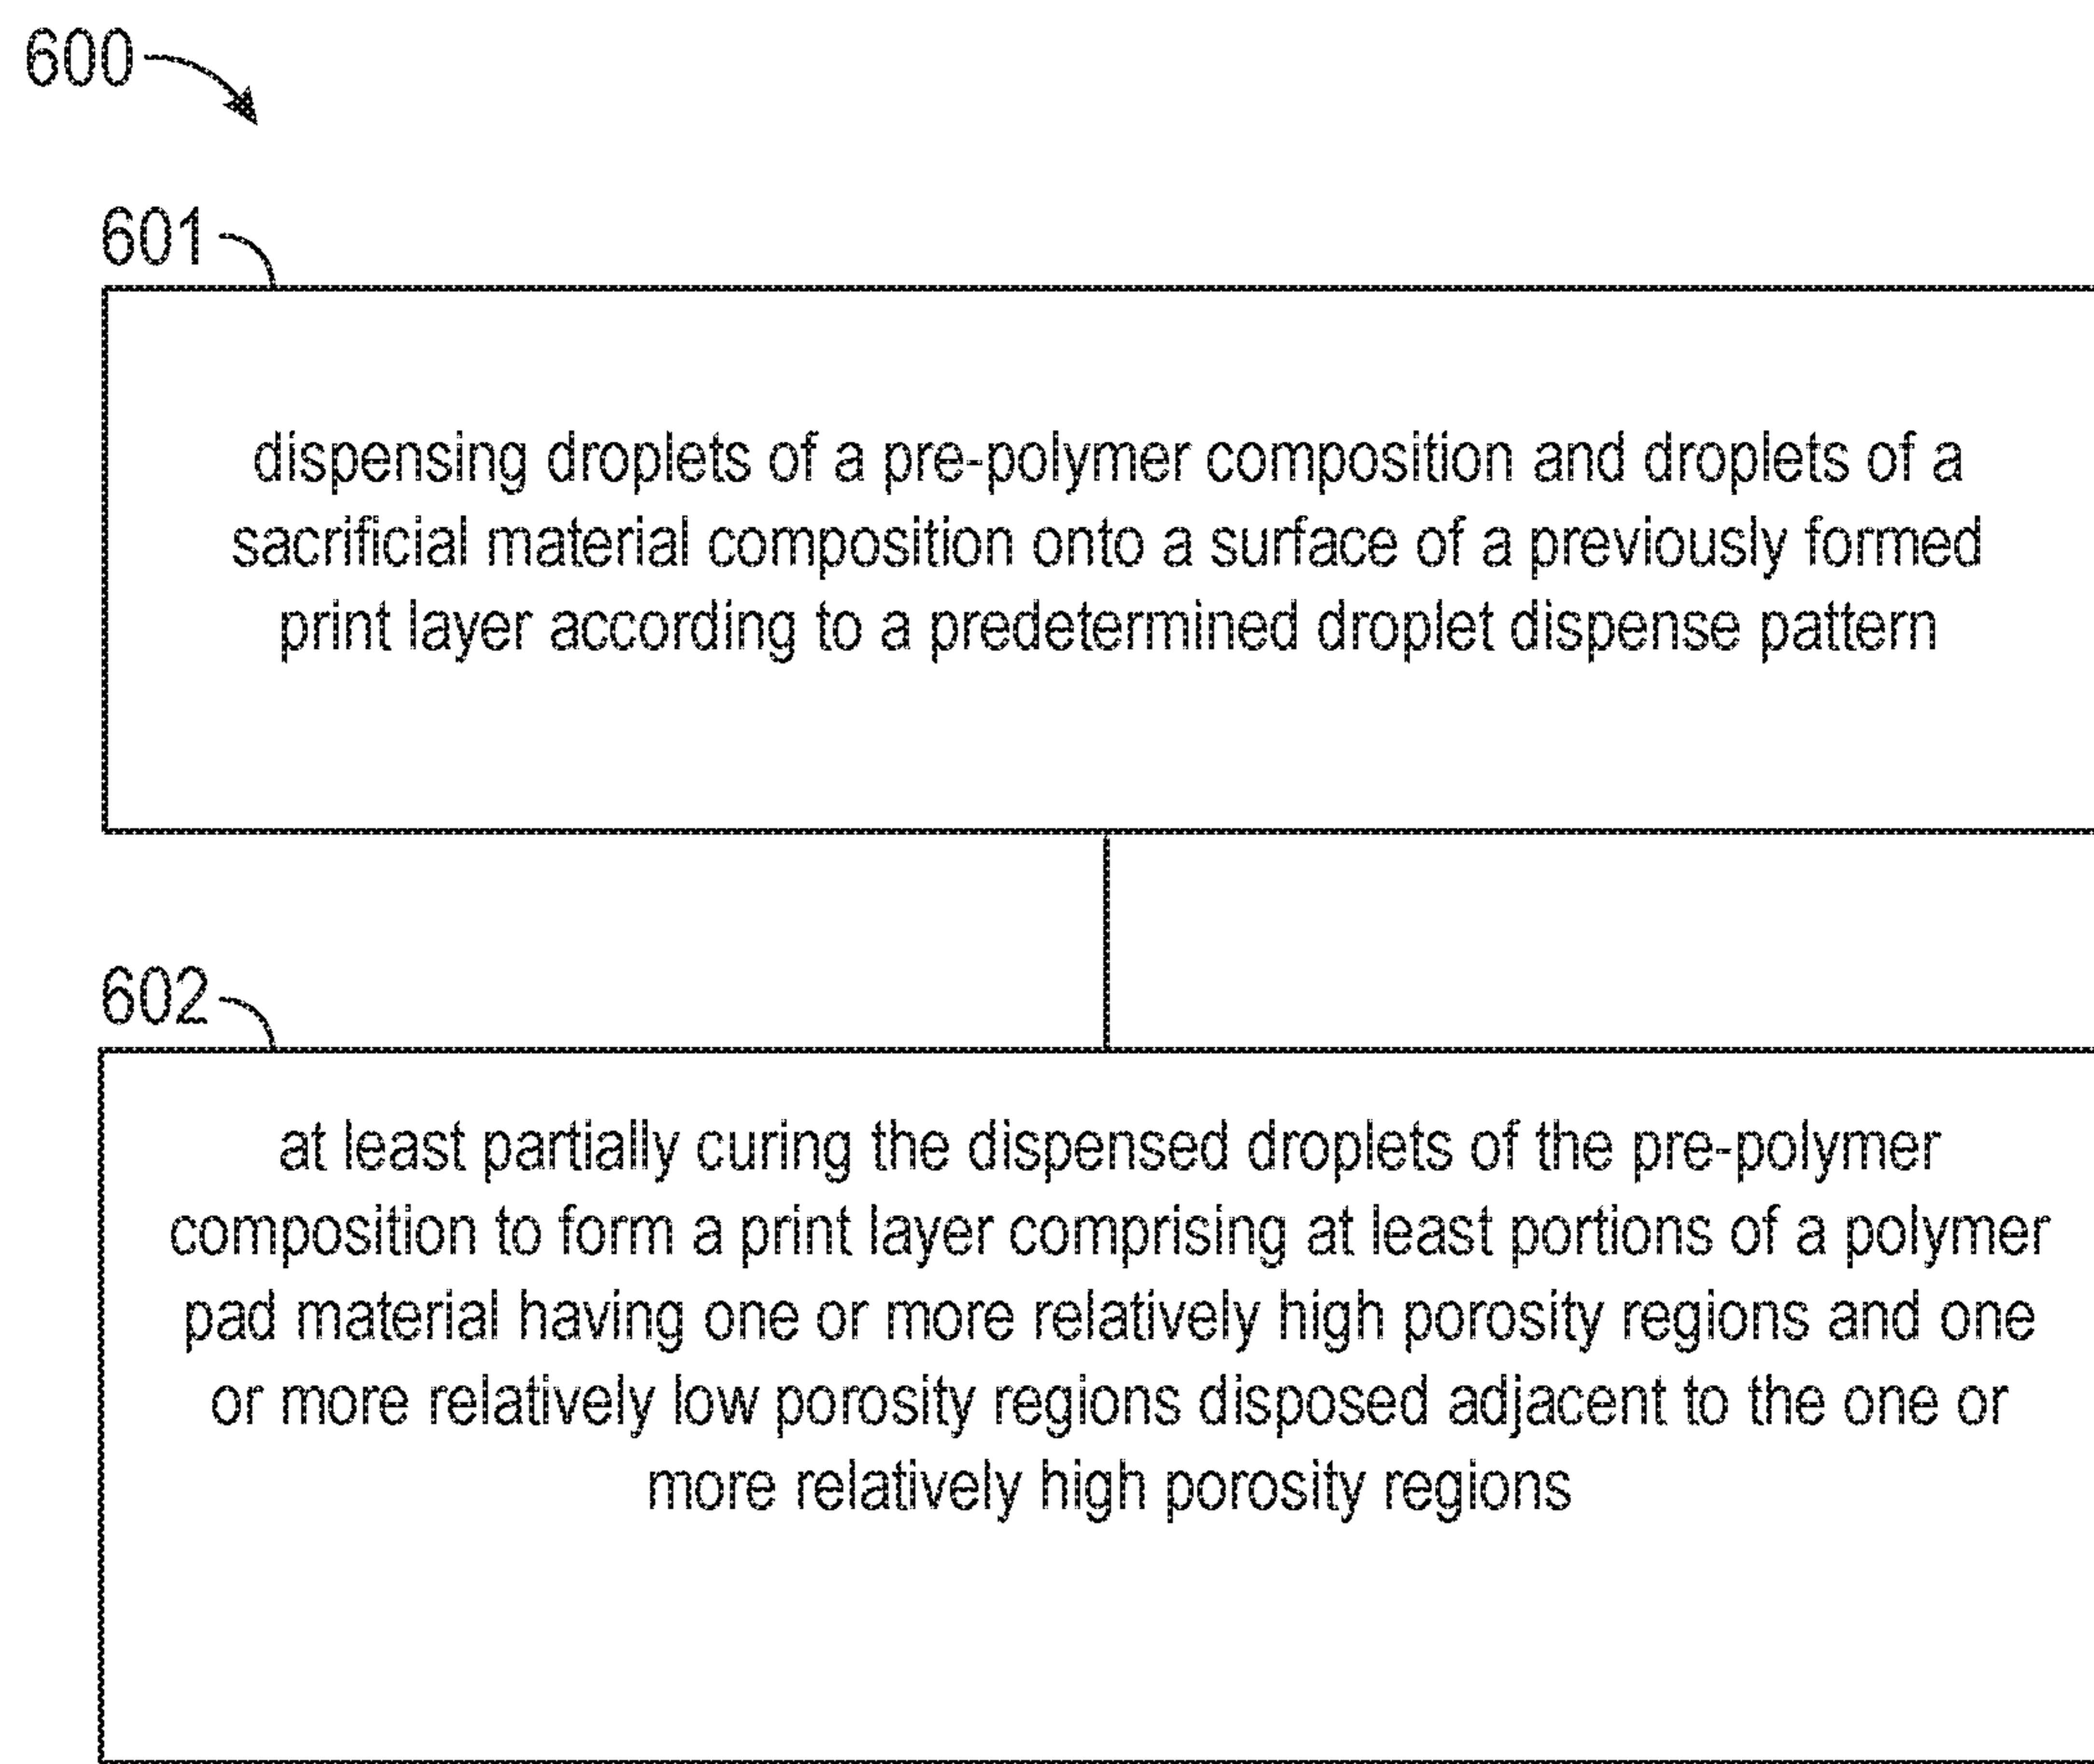 600
601
dispensing droplets of a pre-polymer composition and droplets of a
sacrificial material composition onto a surface of a previously formed
print layer according to a predetermined droplet dispense pattern
602
at least partially curing the dispensed droplets of the pre-polymer
composition to form a print layer comprising at least portions of a polymer
pad material having one or more relatively high porosity regions and one
or more relatively low porosity regions disposed adjacent to the one or
more relatively high porosity regions